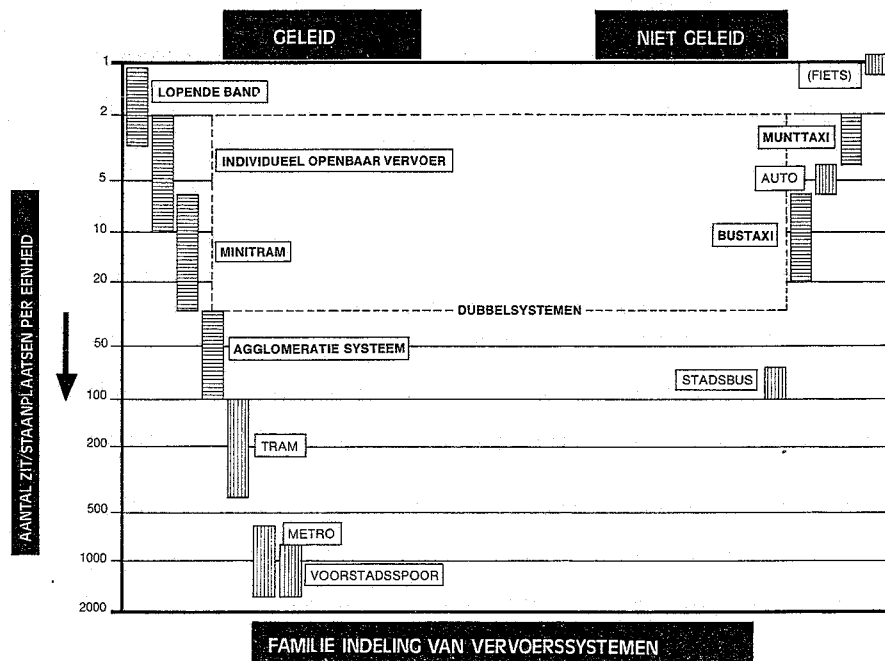 GELEID
NIET GELEID
1
(FIETS)
LOPENDE BAND
2
MUNTTAXI
INDIVIDUEEL OPENBAAR VERVOER
AUTO
5
10
BUSTAXI
MINITRAM
20
DUBBELSYSTEMEN
50
AGGLOMERATIE SYSTEEM
STADSBUS
100
200
TRAM
500
METRO
1000
VOORSTADSSPOOR
2000
AANTAL ZIT/STAANPLAATSEN PER EENHEID
FAMILIE INDELING VAN VERVOERSSYSTEMEN